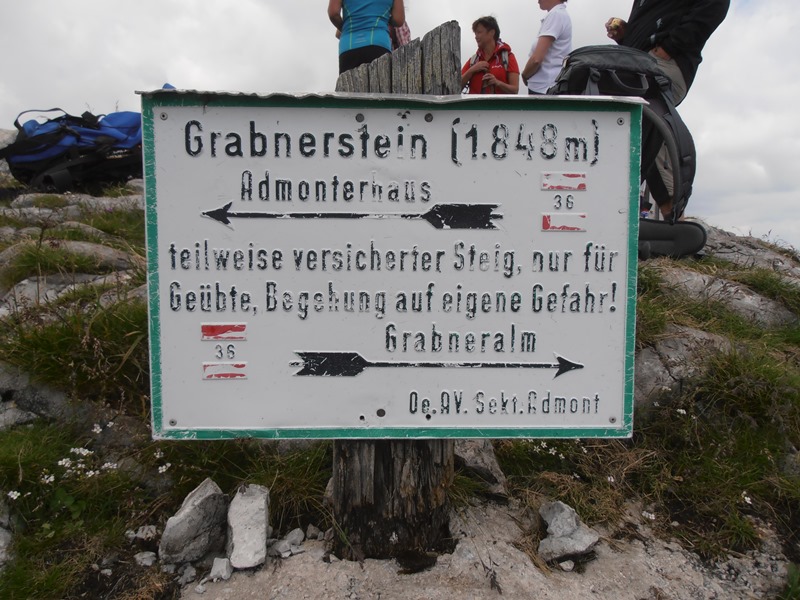 Grabnerstein (1.848m)
Admonterhaus
36
teilweise versicherter Steig, nur für
Geübte, Begehung auf eigene Gefahr!
Grabneralm
36
Oe.AV. Sekt.Admont